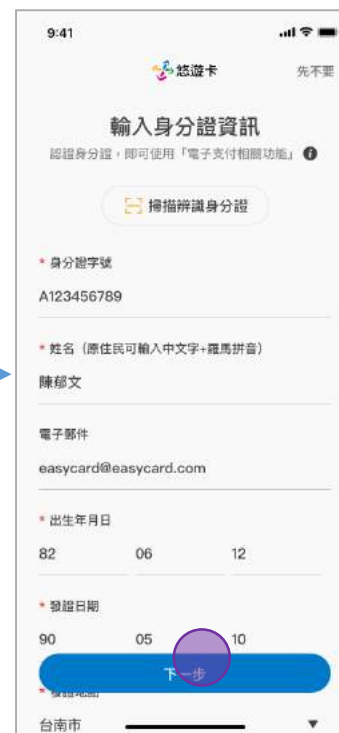 9:41
悠遊卡
先不要
輸入身分證資訊
認證身分證，即可使用「電子支付相關功能」
掃描辨識身分證
* 身分證字號
A123456789
* 姓名（原住民可輸入中文字+羅馬拼音）
陳郁文
電子郵件
easycard@easycard.com
* 出生年月日
82 06 12
* 發證日期
90 05 10
下一步
台南市